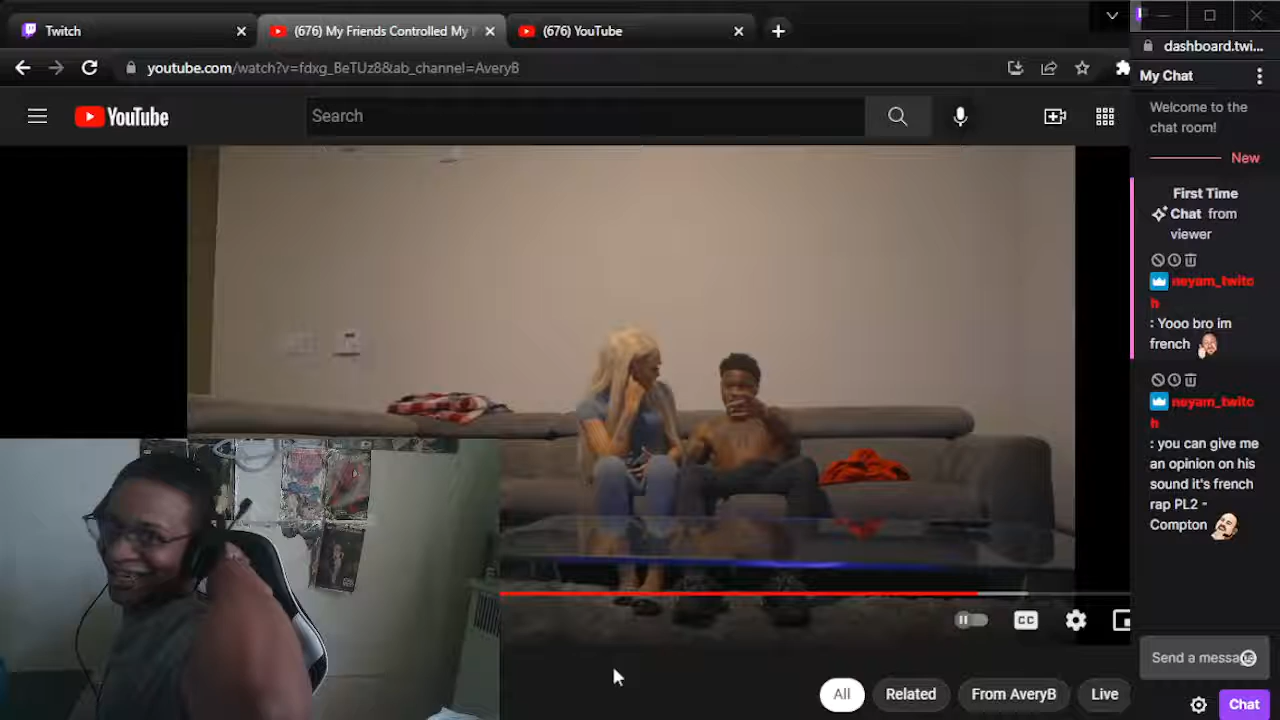 Twitch
(676) My Friends Controlled My
(676) YouTube
youtube.com/watch?v=fdxg_BeTUz8&ab_channel=AveryB
dashboard.twi...
YouTube
Search
My Chat
Welcome to the
chat room!
New
First Time
Chat from
viewer
neyam_twitc
h
: Yooo bro im
french
neyam_twitc
h
: you can give me
an opinion on his
sound it's french
rap PL2 -
Compton
CC
Send a messa
All
Related
From AveryB
Live
Chat